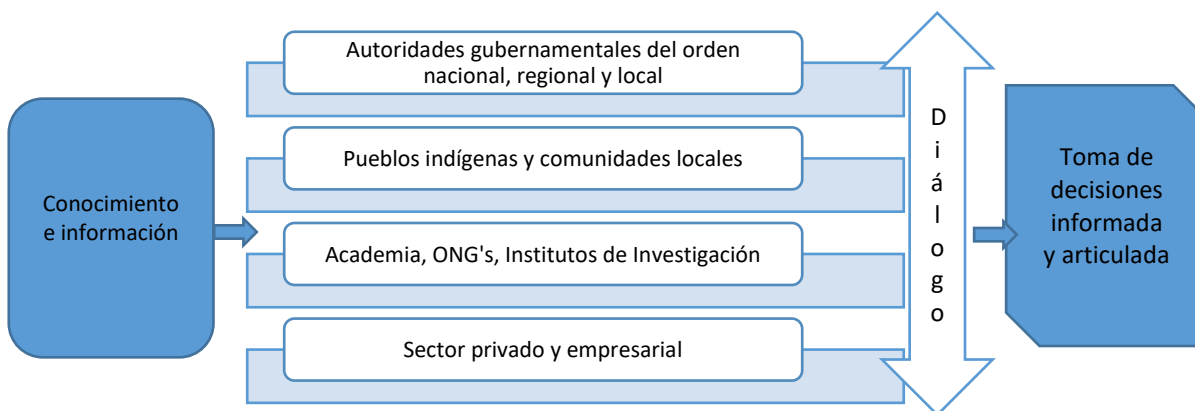 Conocimiento
e información
Autoridades gubernamentales del orden
nacional, regional y local
Pueblos indígenas y comunidades locales
Academia, ONG's, Institutos de Investigación
Sector privado y empresarial
D
i
á
l
o
g
o
Toma de
decisiones
informada
y articulada